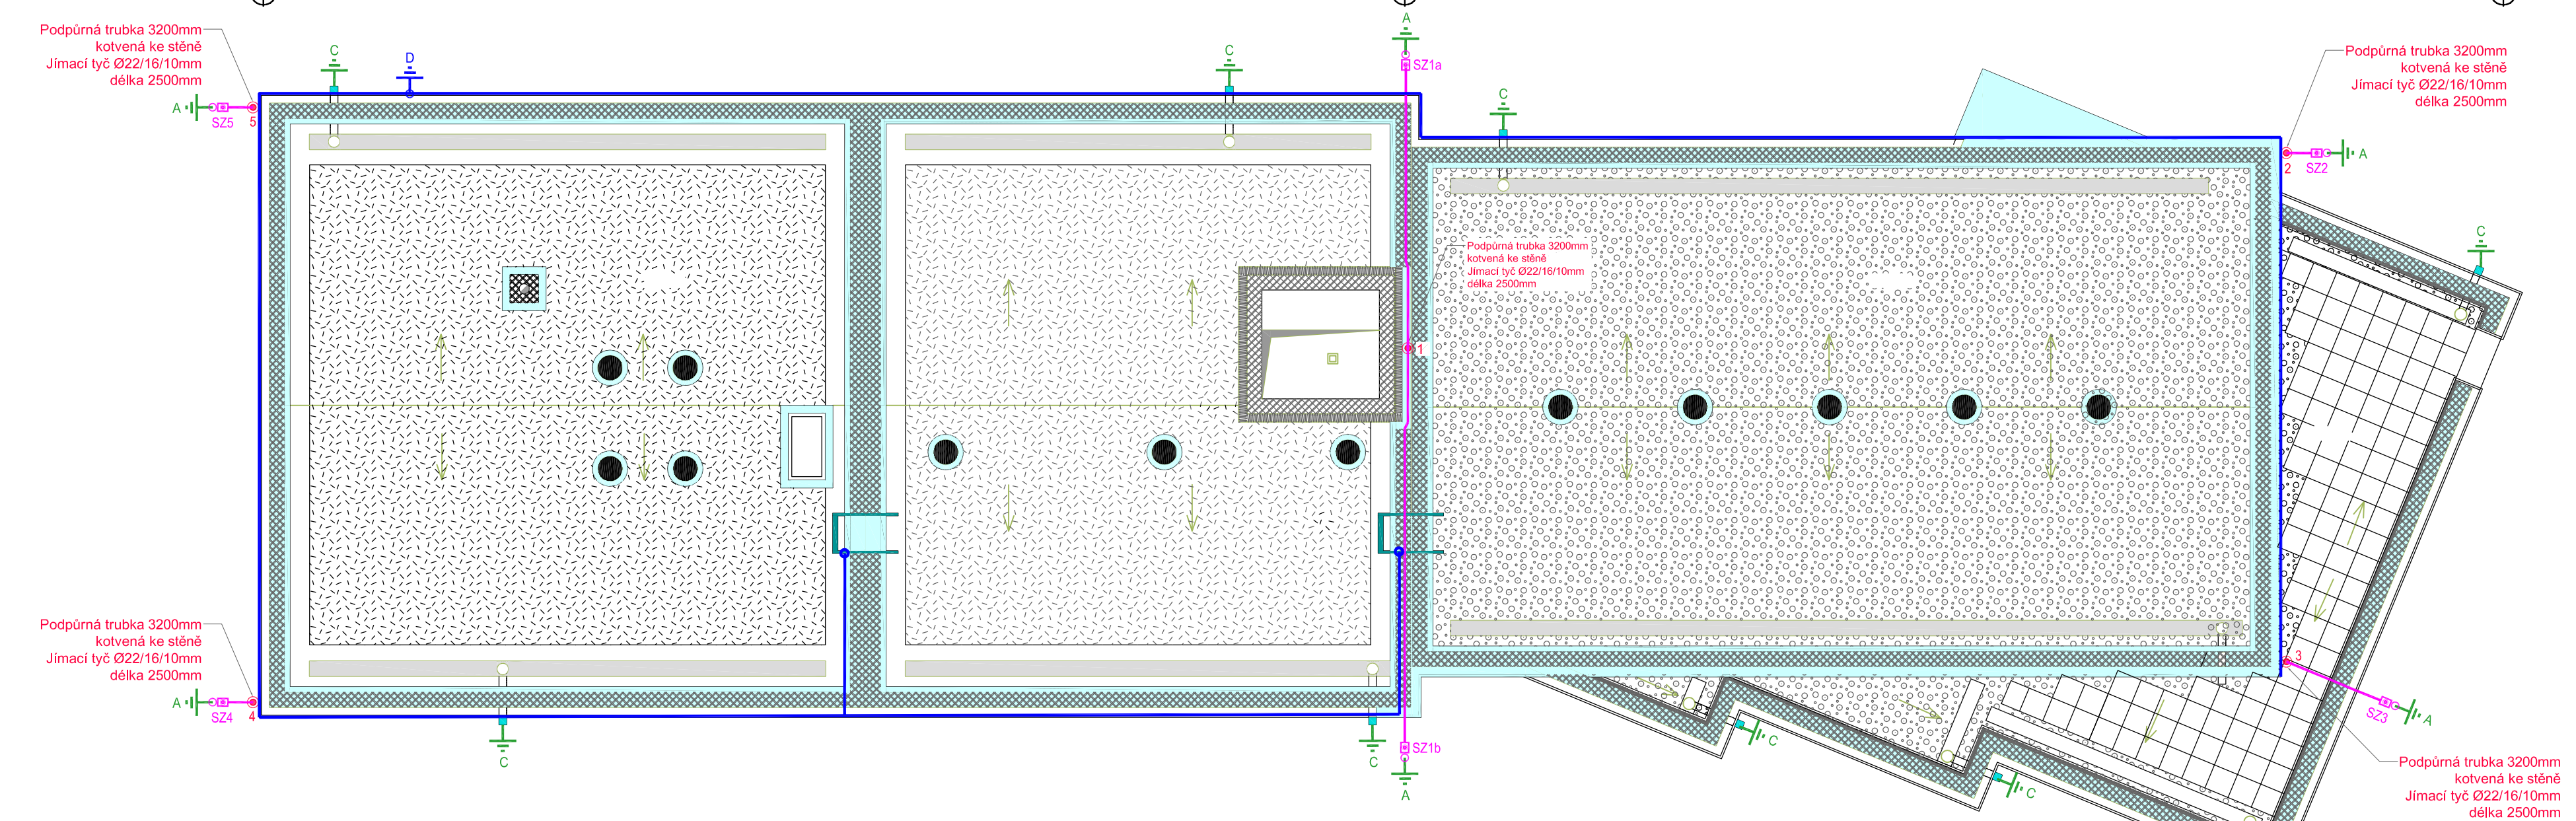 A
Podpůrná trubka 3200mm
kotvená ke stěně
Jímací tyč Ø22/16/10mm
délka 2500mm
C
D
C
SZ1a
Podpůrná trubka 3200mm
kotvená ke stěně
Jímací tyč Ø22/16/10mm
délka 2500mm
A
SZ5
5
C
2
SZ2
A
C
Podpůrná trubka 3200mm
kotvená ke stěně
Jímací tyč Ø22/16/10mm
délka 2500mm
1
Podpůrná trubka 3200mm
kotvená ke stěně
Jímací tyč Ø22/16/10mm
délka 2500mm
A
SZ4
4
3
SZ3
A
C
C
SZ1b
A
C
C
Podpůrná trubka 3200mm
kotvená ke stěně
Jímací tyč Ø22/16/10mm
délka 2500mm